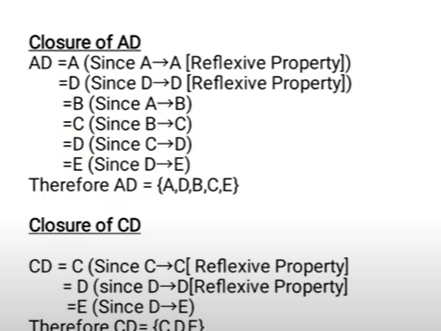 Closure of AD
AD =A (Since A→A [Reflexive Property])
=D (Since D→D [Reflexive Property])
=B (Since A→B)
=C (Since B→C)
=D (Since C→D)
=E (Since D→E)
Therefore AD = {A,D,B,C,E}
Closure of CD
CD = C (Since C→C[ Reflexive Property]
= D (since D→D[Reflexive Property]
=E (Since D→E)
Therefore CD= {C,D,E}